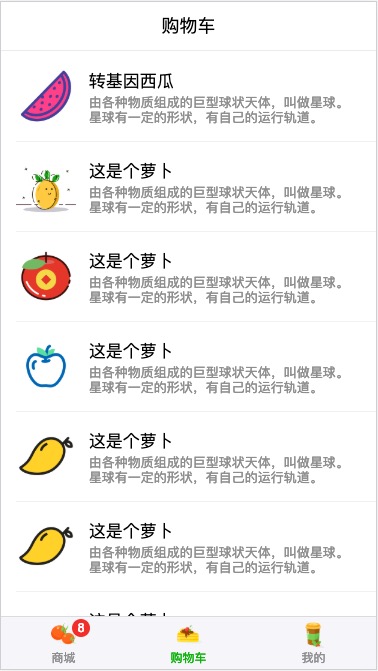 购物车
转基因西瓜
由各种物质组成的巨型球状天体，叫做星球。
星球有一定的形状，有自己的运行轨道。
这是个萝卜
由各种物质组成的巨型球状天体，叫做星球。
星球有一定的形状，有自己的运行轨道。
这是个萝卜
由各种物质组成的巨型球状天体，叫做星球。
星球有一定的形状，有自己的运行轨道。
这是个萝卜
由各种物质组成的巨型球状天体，叫做星球。
星球有一定的形状，有自己的运行轨道。
这是个萝卜
由各种物质组成的巨型球状天体，叫做星球。
星球有一定的形状，有自己的运行轨道。
这是个萝卜
由各种物质组成的巨型球状天体，叫做星球。
星球有一定的形状，有自己的运行轨道。
8
商城 购物车 我的